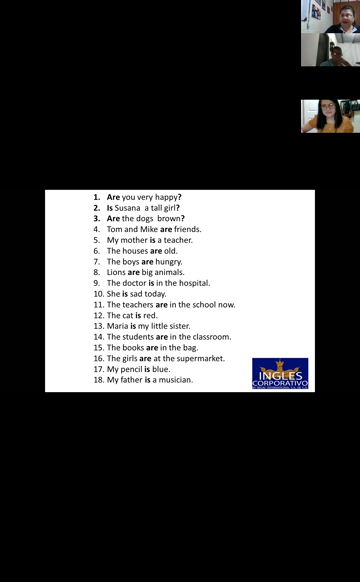 1. Are you very happy?
2. Is Susana a tall girl?
3. Are the dogs brown?
4. Tom and Mike are friends.
5. My mother is a teacher.
6. The houses are old.
7. The boys are hungry.
8. Lions are big animals.
9. The doctor is in the hospital.
10. She is sad today.
11. The teachers are in the school now.
12. The cat is red.
13. Maria is my little sister.
14. The students are in the classroom.
15. The books are in the bag.
16. The girls are at the supermarket.
17. My pencil is blue.
18. My father is a musician.
INGLES
CORPORATIVO